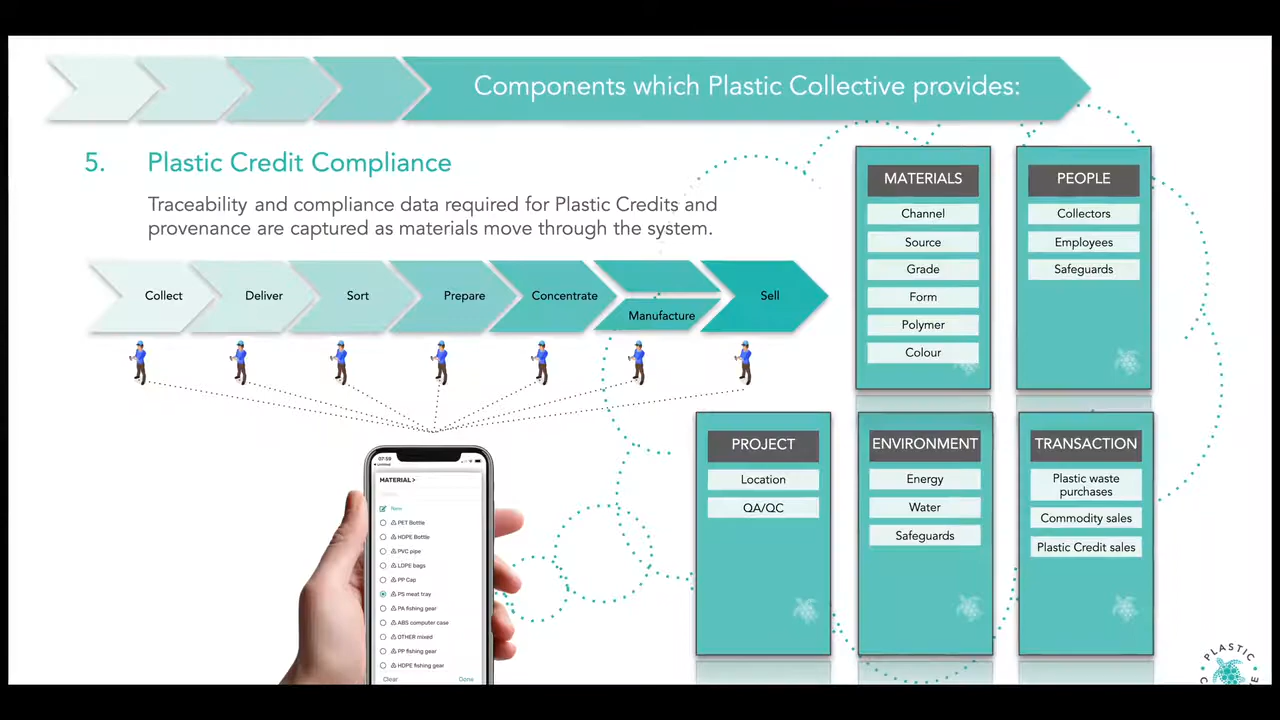 Components which Plastic Collective provides:
5. Plastic Credit Compliance
Traceability and compliance data required for Plastic Credits and
provenance are captured as materials move through the system.
Collect
Deliver
Sort
Prepare
Concentrate
Manufacture
Sell
MATERIALS
Channel
Source
Grade
Form
Polymer
Colour
PEOPLE
Collectors
Employees
Safeguards
PROJECT
Location
QA/QC
ENVIRONMENT
Energy
Water
Safeguards
TRANSACTION
Plastic waste
purchases
Commodity sales
Plastic Credit sales
07:59
MATERIAL >
New
PET Bottle
HDPE Bottle
PVC pipe
LDPE bags
PP Cap
PS meat tray
PA fishing gear
ABS computer case
OTHER mixed
PP fishing gear
HDPE fishing gear
Clear
Done
PLASTIC